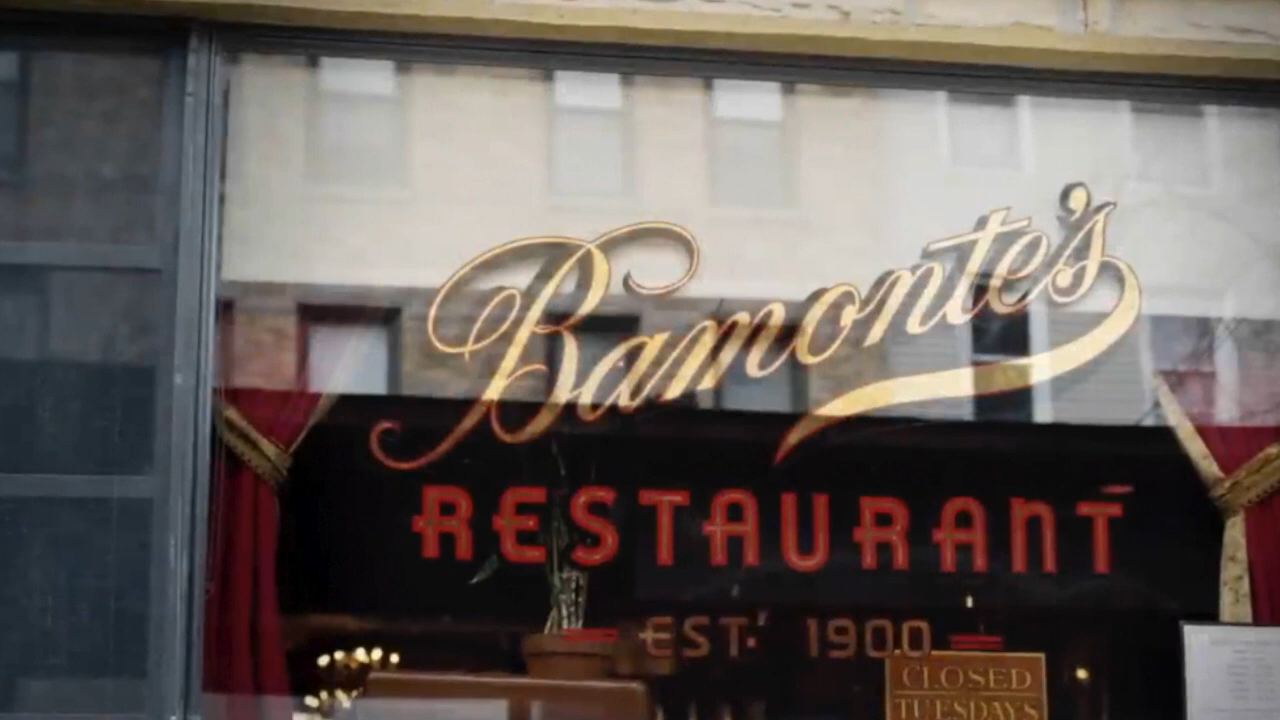 Bamonte's
RESTAURANT
EST.' 1900
CLOSED
TUESDAYS